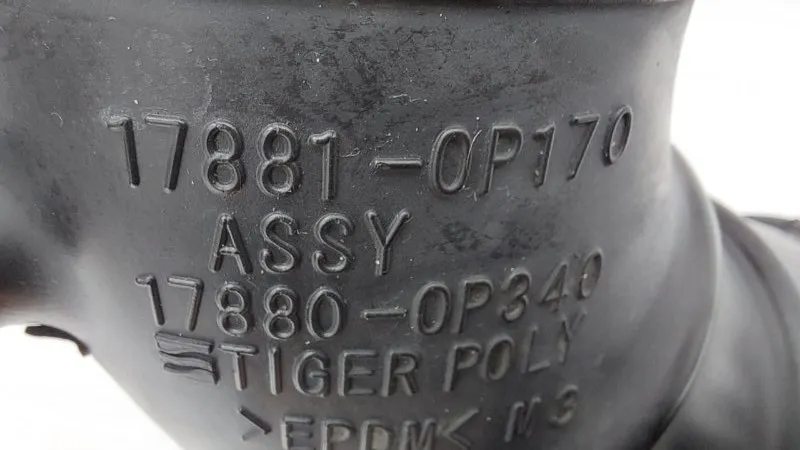 17881-0P170
ASSY
17880-0P340
TIGER POLY
>EPDM< M3